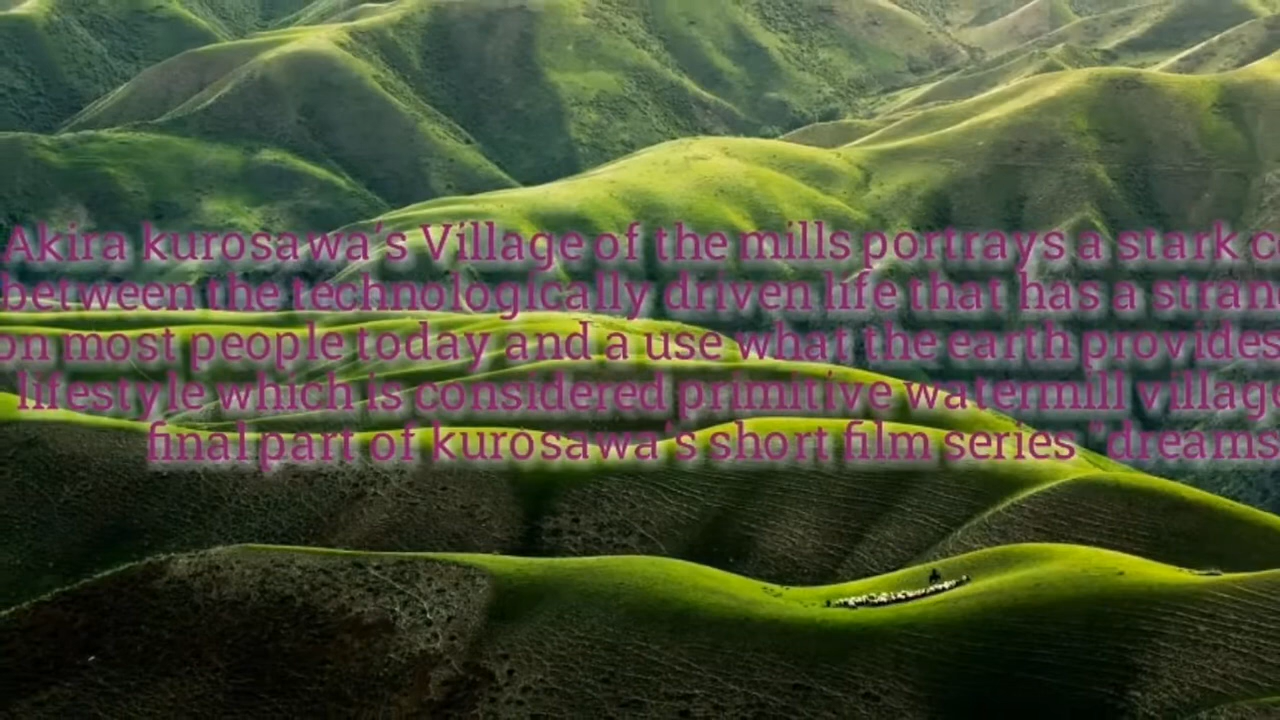 Akira kurosawa's Village of the mills portrays a stark
between the technologically driven life that has a
on most people today and a use what the earth provides
lifestyle which is considered primitive watermill
final part of kurosawa's short film series "dreams